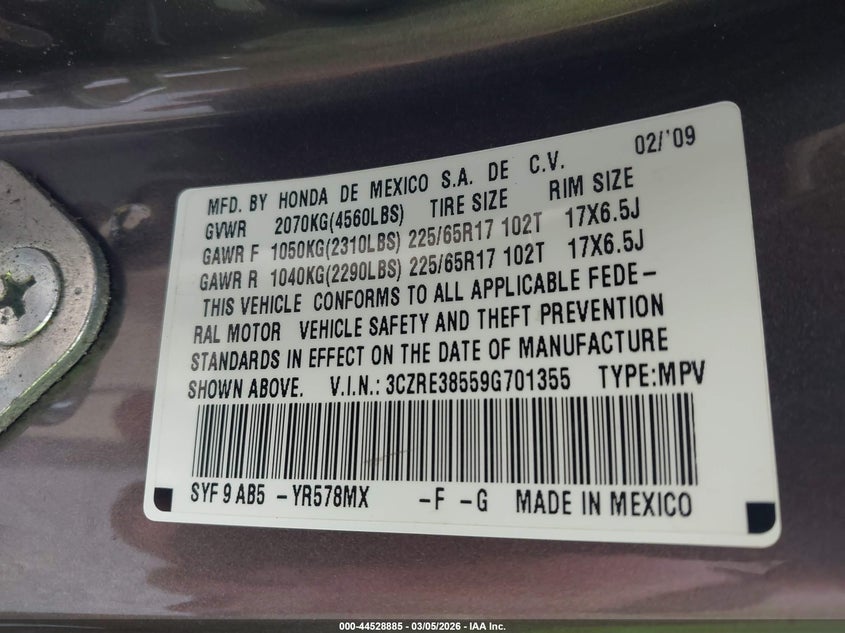 02/'09
MFD. BY HONDA DE MEXICO S.A. DE C.V.
GVWR 2070KG(4560LBS) TIRE SIZE RIM SIZE
GAWR F 1050KG(2310LBS) 225/65R17 102T 17X6.5J
GAWR R 1040KG(2290LBS) 225/65R17 102T 17X6.5J
THIS VEHICLE CONFORMS TO ALL APPLICABLE FEDE-
RAL MOTOR VEHICLE SAFETY AND THEFT PREVENTION
STANDARDS IN EFFECT ON THE DATE OF MANUFACTURE
SHOWN ABOVE. V.I.N.: 3CZRE38559G701355 TYPE:MPV
SYF 9 AB5 -YR578MX -F -G MADE IN MEXICO
000-44528885 | 03/05/2026 - IAA Inc.